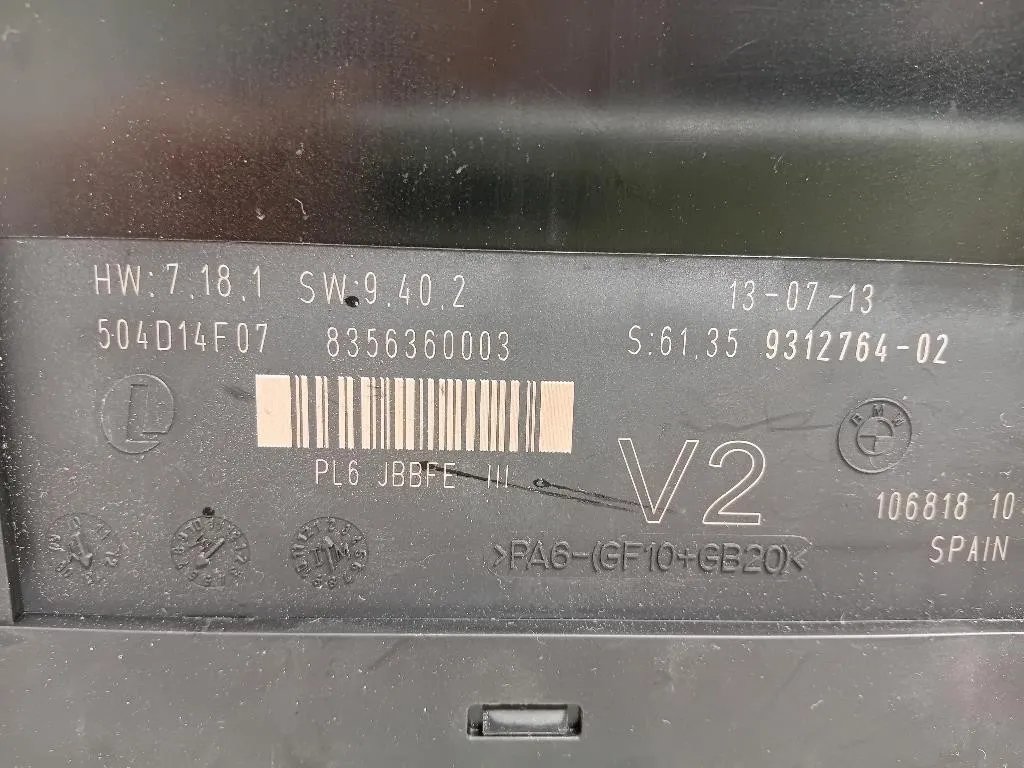 HW:7.18.1 SW:9.40.2 13-07-13
504D14F07 8356360003 S:61.35 9312764-02
L
BMW
PL6 JBBFE III
V2
106818 10
>PA6-(GF10+GB20)<
SPAIN